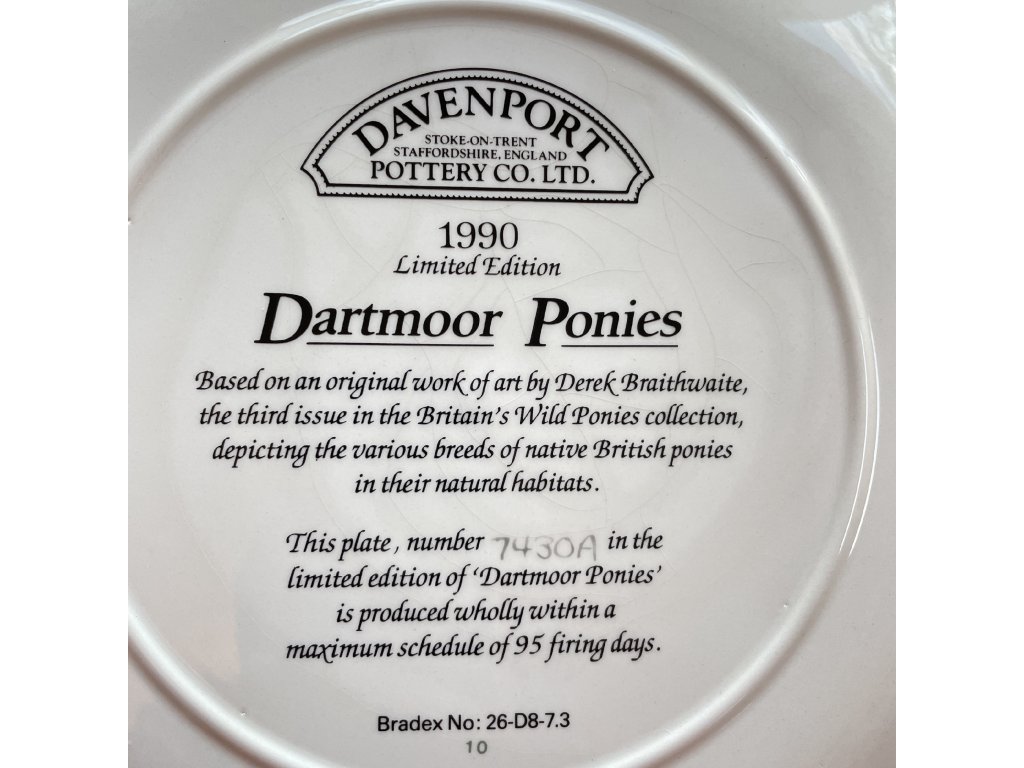 DAVENPORT
STOKE-ON-TRENT
STAFFORDSHIRE, ENGLAND
POTTERY CO. LTD.
1990
Limited Edition
Dartmoor Ponies
Based on an original work of art by Derek Braithwaite,
the third issue in the Britain's Wild Ponies collection,
depicting the various breeds of native British ponies
in their natural habitats.
This plate, number 7430A in the
limited edition of 'Dartmoor Ponies'
is produced wholly within a
maximum schedule of 95 firing days.
Bradex No: 26-D8-7.3
10